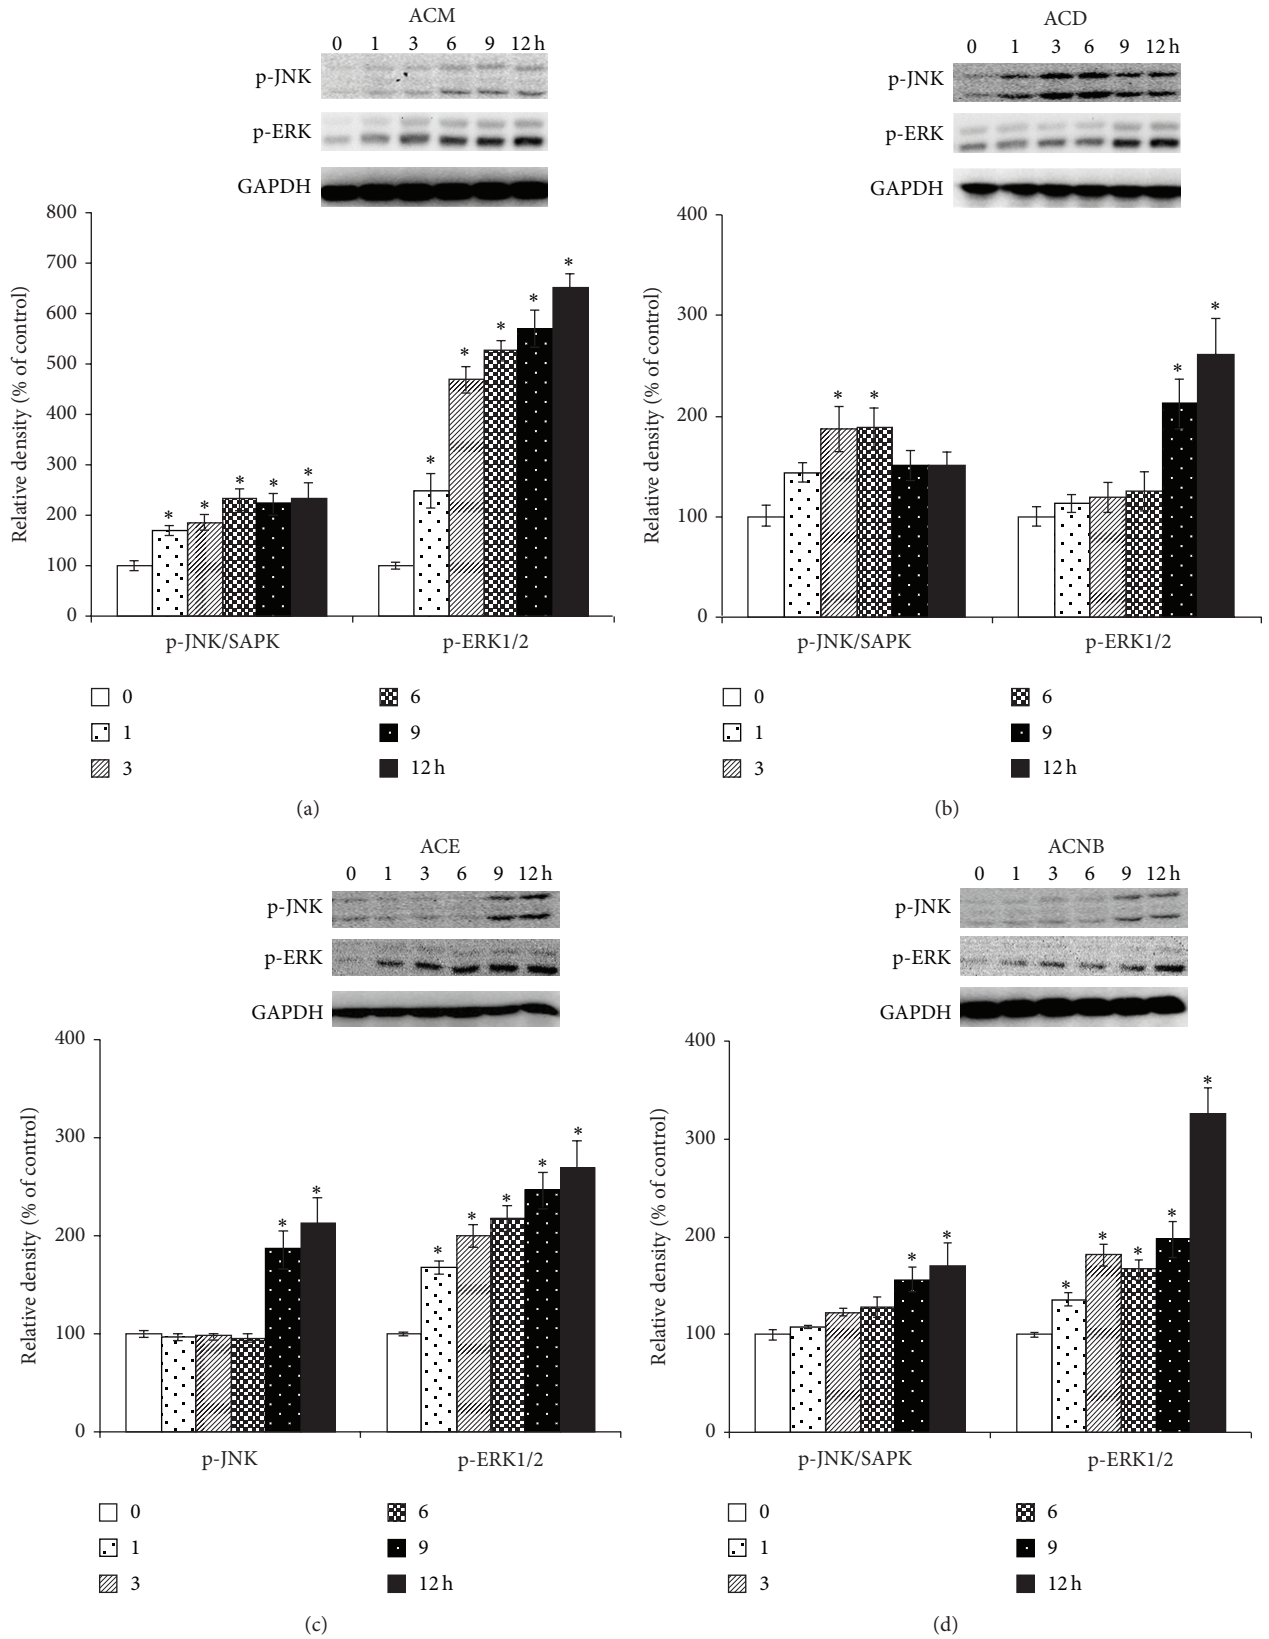 ACM
0 1 3 6 9 12 h
p-JNK
p-ERK
GAPDH
800
700
600
500
400
300
200
100
0
Relative density (% of control)
* * * * * * * * * *
p-JNK/SAPK p-ERK1/2
0 6
1 9
3 12 h
(a)
ACD
0 1 3 6 9 12 h
p-JNK
p-ERK
GAPDH
400
300
200
100
0
Relative density (% of control)
* * * *
p-JNK/SAPK p-ERK1/2
0 6
1 9
3 12 h
(b)
ACE
0 1 3 6 9 12 h
p-JNK
p-ERK
GAPDH
400
300
200
100
0
Relative density (% of control)
* * * * * * *
p-JNK p-ERK1/2
0 6
1 9
3 12 h
(c)
ACNB
0 1 3 6 9 12 h
p-JNK
p-ERK
GAPDH
400
300
200
100
0
Relative density (% of control)
* * * * * * *
p-JNK/SAPK p-ERK1/2
0 6
1 9
3 12 h
(d)